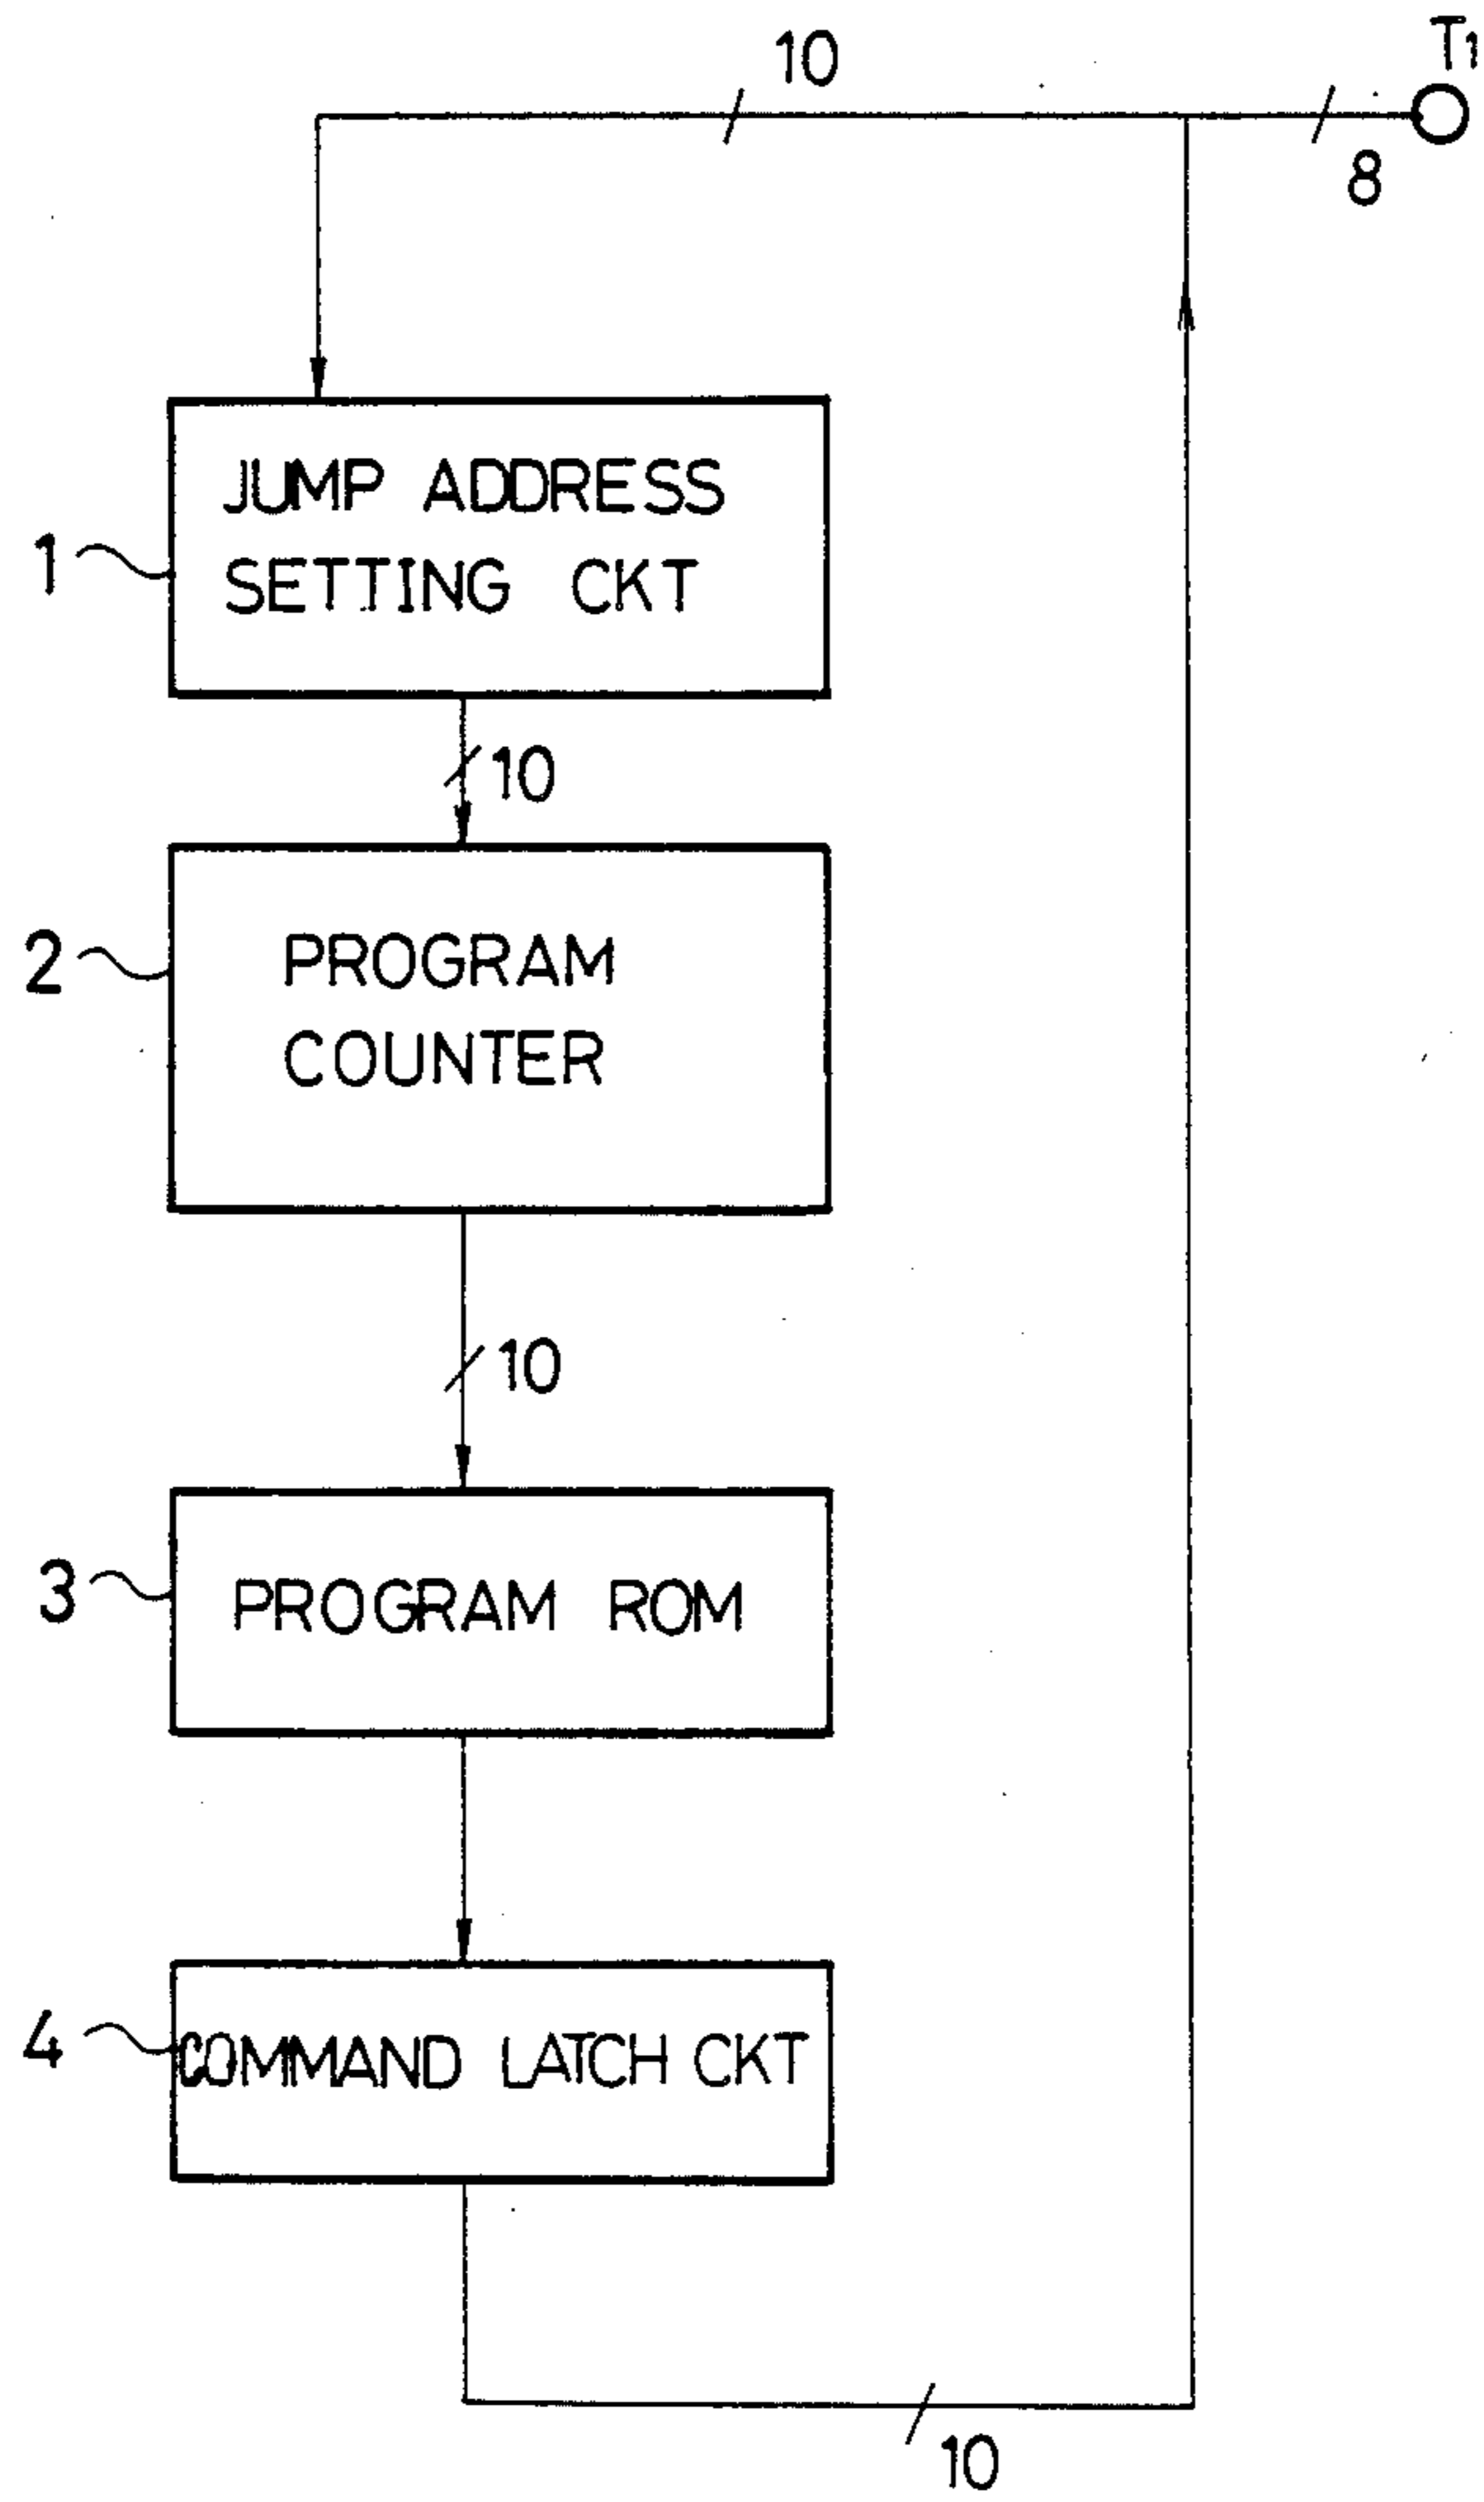 10
T1
8
JUMP ADDRESS
SETTING CKT
1
10
PROGRAM
COUNTER
2
10
PROGRAM ROM
3
COMMAND LATCH CKT
4
10